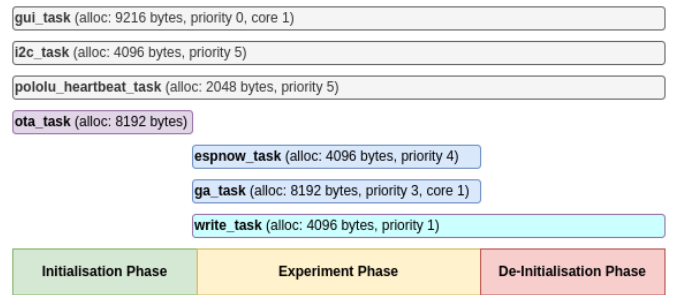 gui_task (alloc: 9216 bytes, priority 0, core 1)
i2c_task (alloc: 4096 bytes, priority 5)
pololu_heartbeat_task (alloc: 2048 bytes, priority 5)
ota_task (alloc: 8192 bytes)
espnow_task (alloc: 4096 bytes, priority 4)
ga_task (alloc: 8192 bytes, priority 3, core 1)
write_task (alloc: 4096 bytes, priority 1)
Initialisation Phase Experiment Phase De-Initialisation Phase